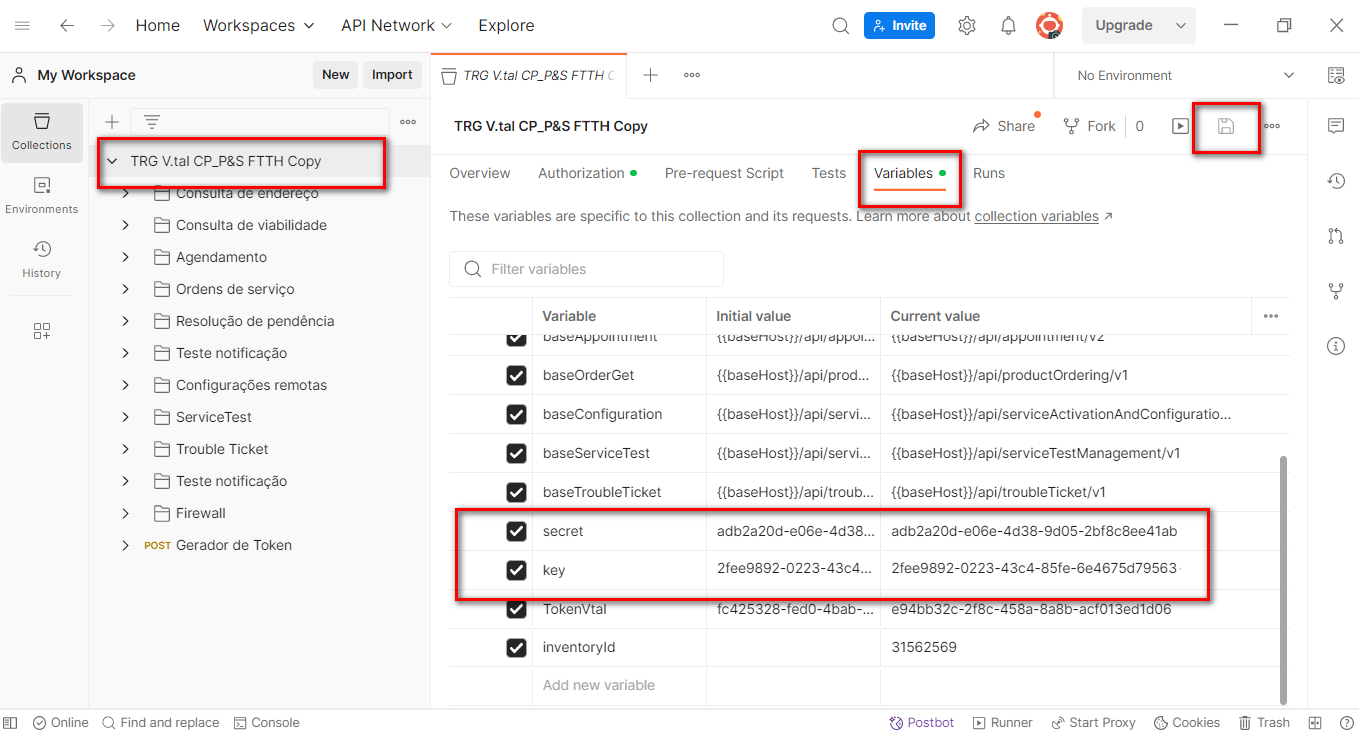 Home Workspaces API Network Explore Invite Upgrade
My Workspace New Import
TRG V.tal CP_P&S FTTH C
No Environment
Collections
Environments
History
TRG V.tal CP_P&S FTTH Copy
Consulta de endereço
Consulta de viabilidade
Agendamento
Ordens de serviço
Resolução de pendência
Teste notificação
Configurações remotas
ServiceTest
Trouble Ticket
Teste notificação
Firewall
POST Gerador de Token
TRG V.tal CP_P&S FTTH Copy Share Fork 0
Overview Authorization Pre-request Script Tests Variables Runs
These variables are specific to this collection and its requests. Learn more about collection variables ↗
Filter variables
Variable Initial value Current value
baseAppointment {{baseHost}}/api/appoi... {{baseHost}}/api/appointment/v2
baseOrderGet {{baseHost}}/api/prod... {{baseHost}}/api/productOrdering/v1
baseConfiguration {{baseHost}}/api/servi... {{baseHost}}/api/serviceActivationAndConfiguratio...
baseServiceTest {{baseHost}}/api/servi... {{baseHost}}/api/serviceTestManagement/v1
baseTroubleTicket {{baseHost}}/api/troub... {{baseHost}}/api/troubleTicket/v1
secret adb2a20d-e06e-4d38... adb2a20d-e06e-4d38-9d05-2bf8c8ee41ab
key 2fee9892-0223-43c4... 2fee9892-0223-43c4-85fe-6e4675d79563
TokenVtal fc425328-fed0-4bab-... e94bb32c-2f8c-458a-8a8b-acf013ed1d06
inventoryId 31562569
Add new variable
Online Find and replace Console Postbot Runner Start Proxy Cookies Trash